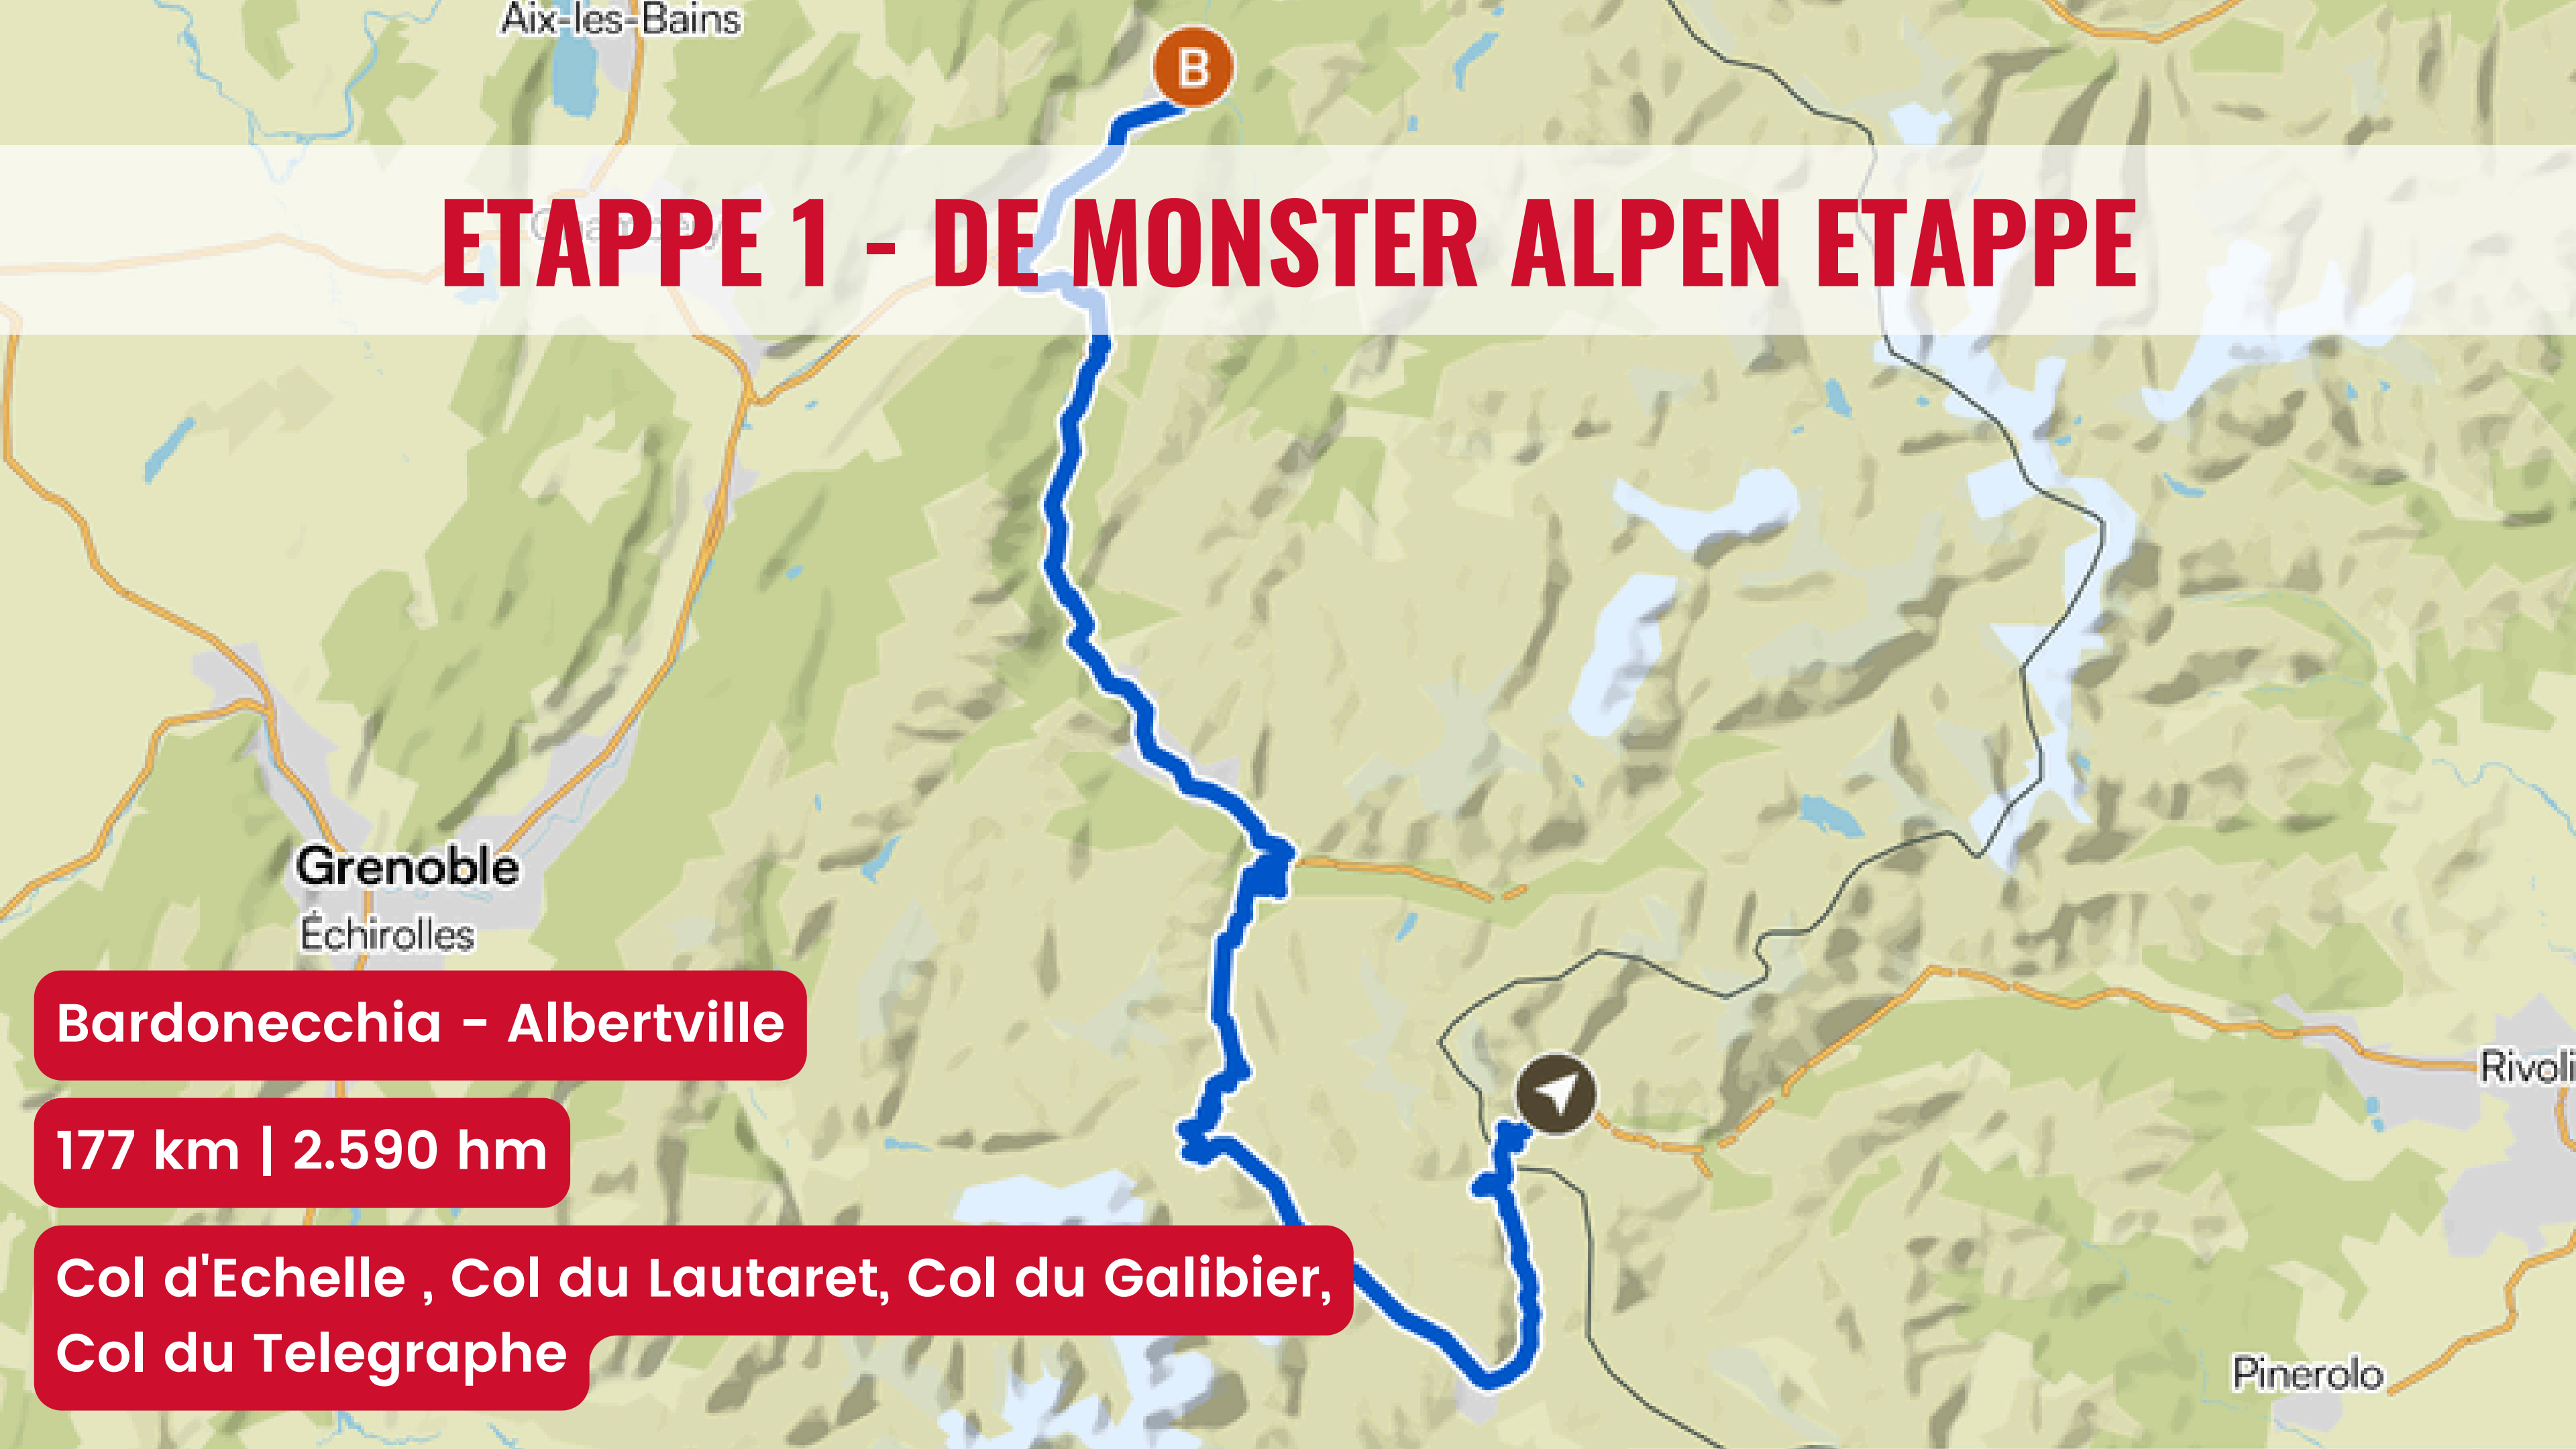 Aix-les-Bains
B
ETAPPE 1 - DE MONSTER ALPEN ETAPPE
Grenoble
Échirolles
Bardonecchia - Albertville
177 km | 2.590 hm
Col d'Echelle , Col du Lautaret, Col du Galibier,
Col du Telegraphe
Rivoli
Pinerolo